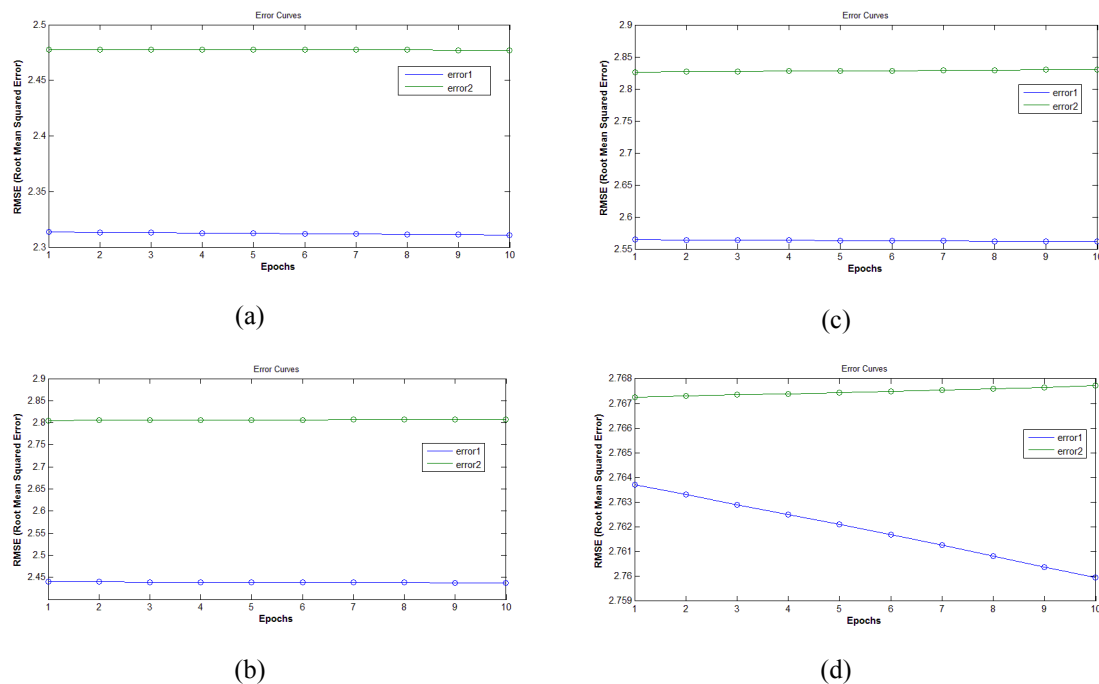 Error Curves
2.5
2.45
2.4
2.35
2.3
RMSE (Root Mean Squared Error)
error1
error2
1 2 3 4 5 6 7 8 9 10
Epochs
(a)
Error Curves
2.9
2.85
2.8
2.75
2.7
2.65
2.6
2.55
RMSE (Root Mean Squared Error)
error1
error2
1 2 3 4 5 6 7 8 9 10
Epochs
(c)
Error Curves
2.9
2.85
2.8
2.75
2.7
2.65
2.6
2.55
2.5
2.45
RMSE (Root Mean Squared Error)
error1
error2
1 2 3 4 5 6 7 8 9 10
Epochs
(b)
Error Curves
2.768
2.767
2.766
2.765
2.764
2.763
2.762
2.761
2.76
2.759
RMSE (Root Mean Squared Error)
error1
error2
1 2 3 4 5 6 7 8 9 10
Epochs
(d)